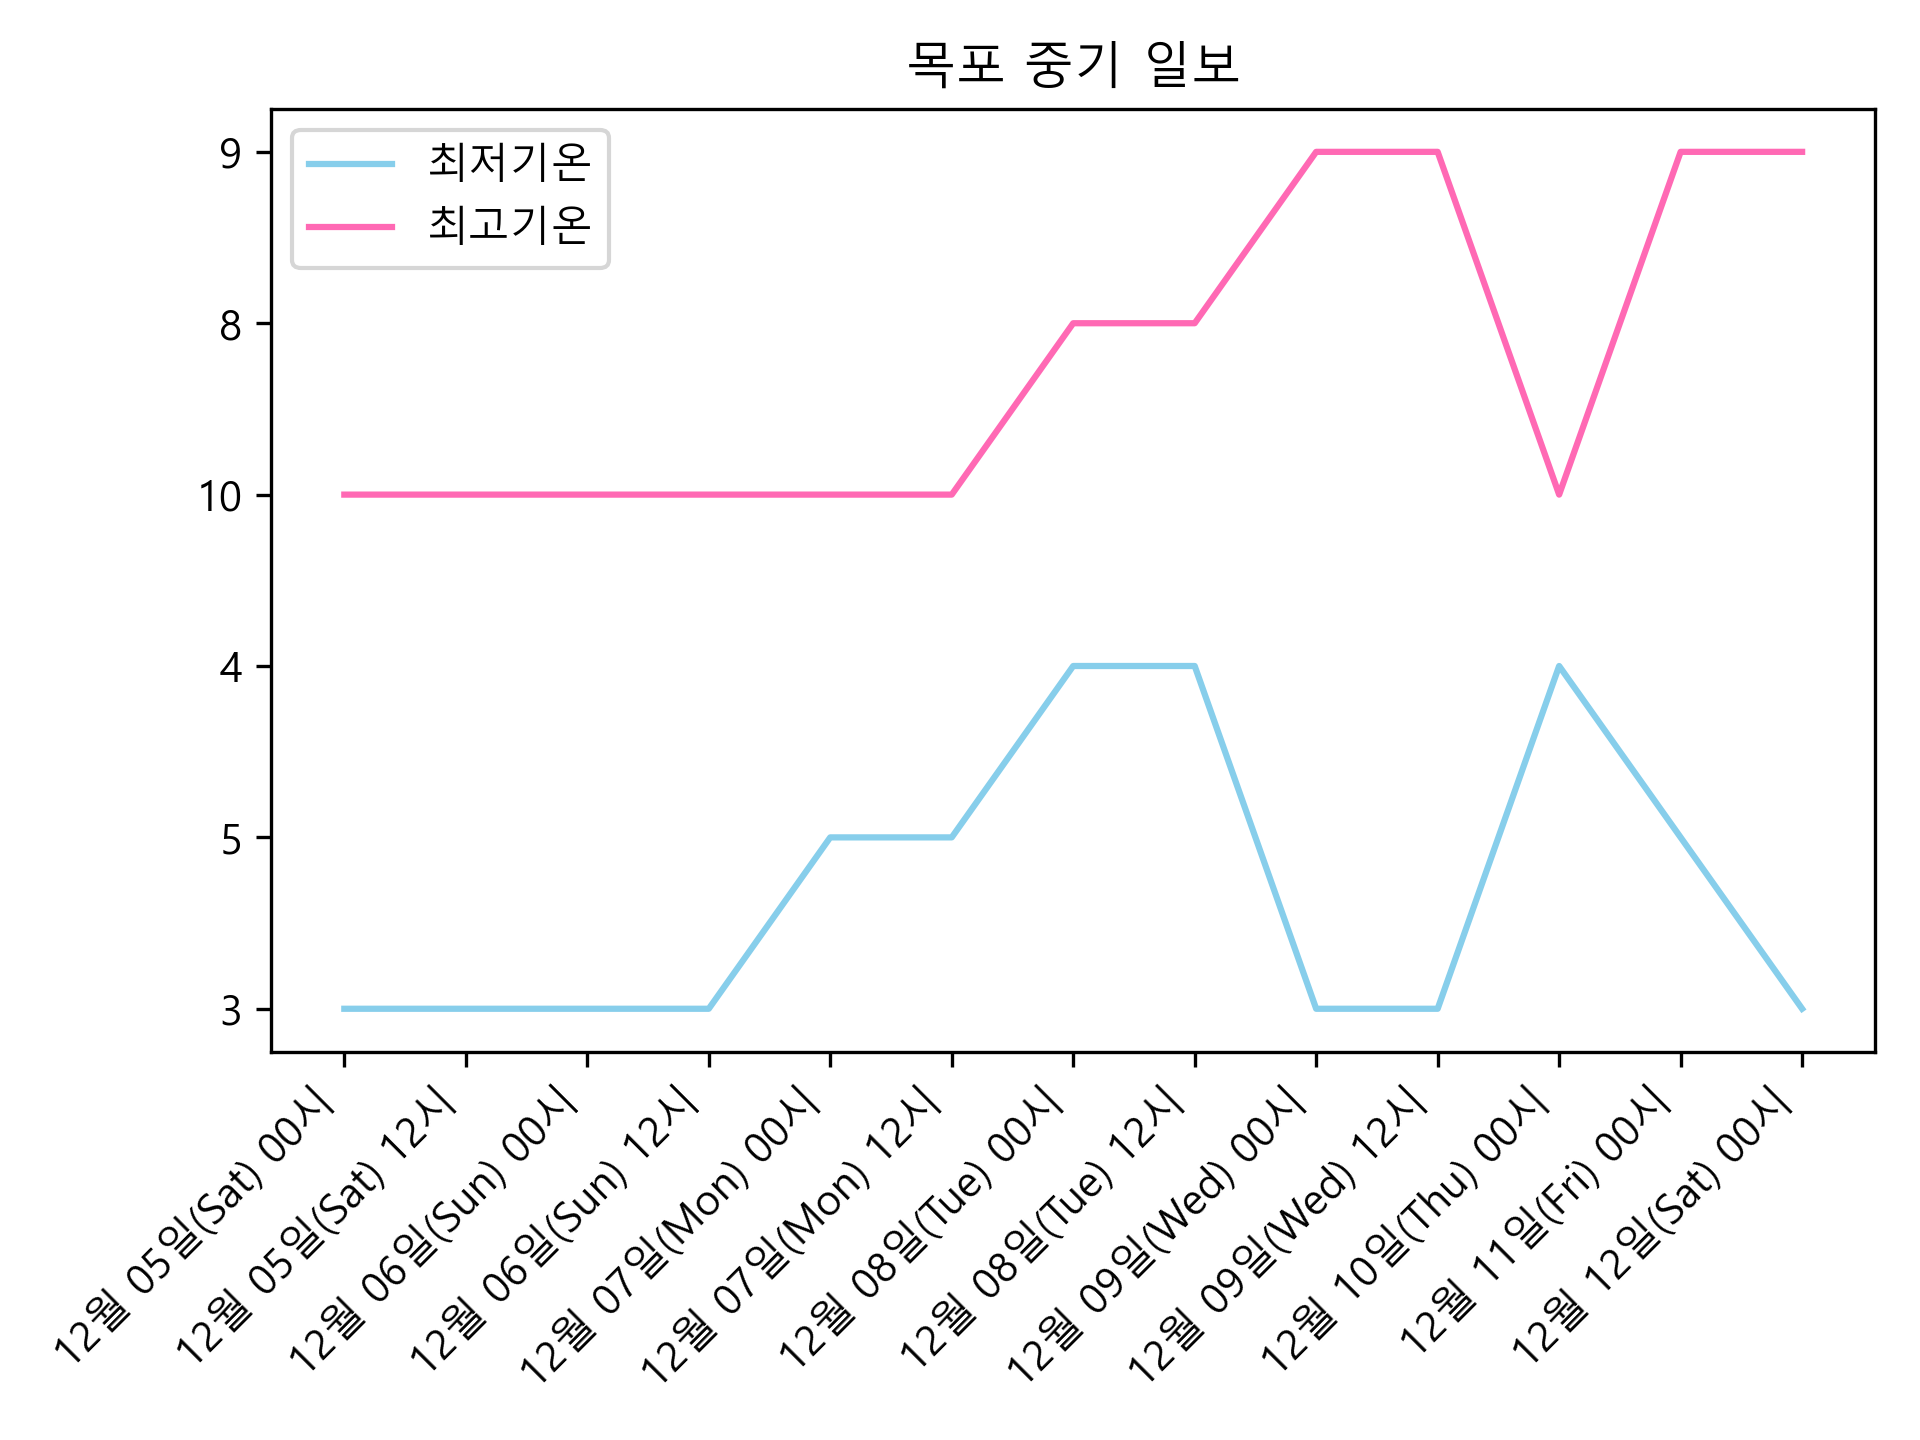 목포 중기 일보
최저기온
최고기온
9
8
10
4
5
3
12월 05일(Sat) 00시
12월 05일(Sat) 12시
12월 06일(Sun) 00시
12월 06일(Sun) 12시
12월 07일(Mon) 00시
12월 07일(Mon) 12시
12월 08일(Tue) 00시
12월 08일(Tue) 12시
12월 09일(Wed) 00시
12월 09일(Wed) 12시
12월 10일(Thu) 00시
12월 11일(Fri) 00시
12월 12일(Sat) 00시